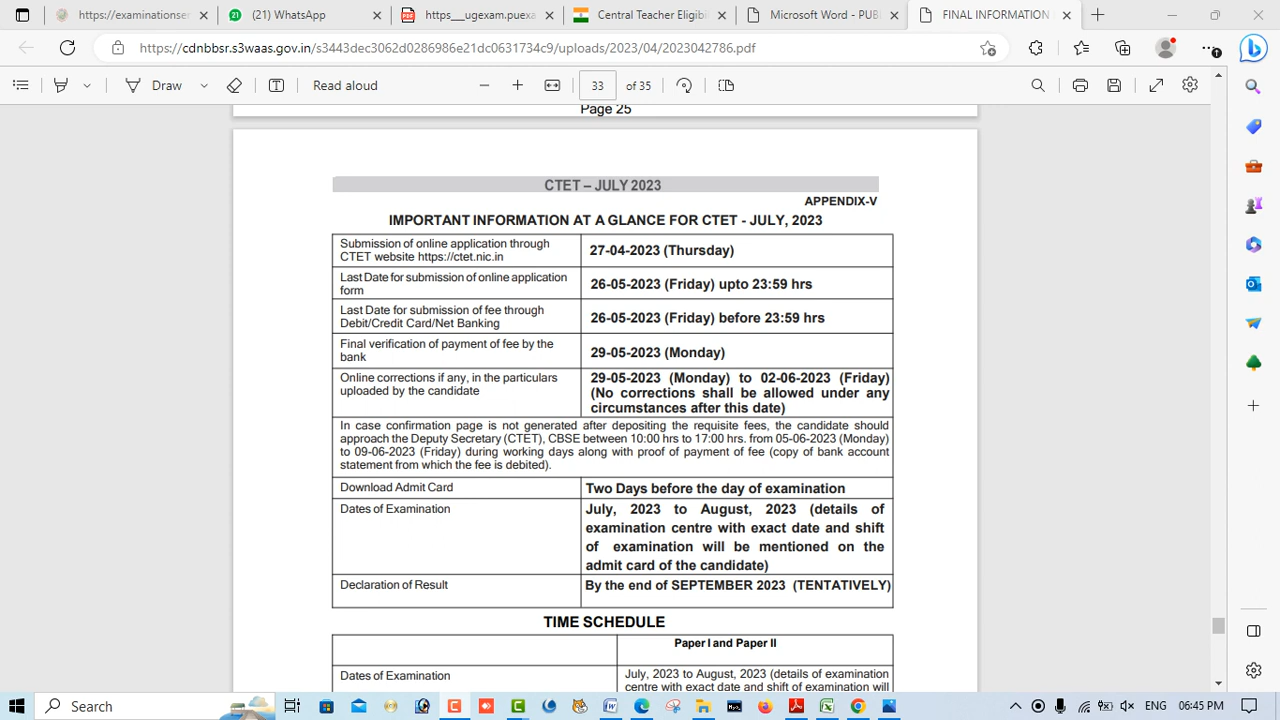 https://examinationser
(21) WhatsA
https___ugexam.puexa
Central Teacher Eligibi
Microsoft Word - PUB
FINAL INFORMATION
https://cdnbbsr.s3waas.gov.in/s3443dec3062d0286986e21dc0631734c9/uploads/2023/04/2023042786.pdf
Draw
Read aloud
33 of 35
Page 25
CTET – JULY 2023
APPENDIX-V
IMPORTANT INFORMATION AT A GLANCE FOR CTET - JULY, 2023
Submission of online application through
CTET website https://ctet.nic.in
27-04-2023 (Thursday)
Last Date for submission of online application
form
26-05-2023 (Friday) upto 23:59 hrs
Last Date for submission of fee through
Debit/Credit Card/Net Banking
26-05-2023 (Friday) before 23:59 hrs
Final verification of payment of fee by the
bank
29-05-2023 (Monday)
Online corrections if any, in the particulars
uploaded by the candidate
29-05-2023 (Monday) to 02-06-2023 (Friday)
(No corrections shall be allowed under any
circumstances after this date)
In case confirmation page is not generated after depositing the requisite fees, the candidate should
approach the Deputy Secretary (CTET), CBSE between 10:00 hrs to 17:00 hrs. from 05-06-2023 (Monday)
to 09-06-2023 (Friday) during working days along with proof of payment of fee (copy of bank account
statement from which the fee is debited).
Download Admit Card
Two Days before the day of examination
Dates of Examination
July, 2023 to August, 2023 (details of
examination centre with exact date and shift
of examination will be mentioned on the
admit card of the candidate)
Declaration of Result
By the end of SEPTEMBER 2023 (TENTATIVELY)
TIME SCHEDULE
Paper I and Paper II
Dates of Examination
July, 2023 to August, 2023 (details of examination
centre with exact date and shift of examination will
Search
ENG
06:45 PM